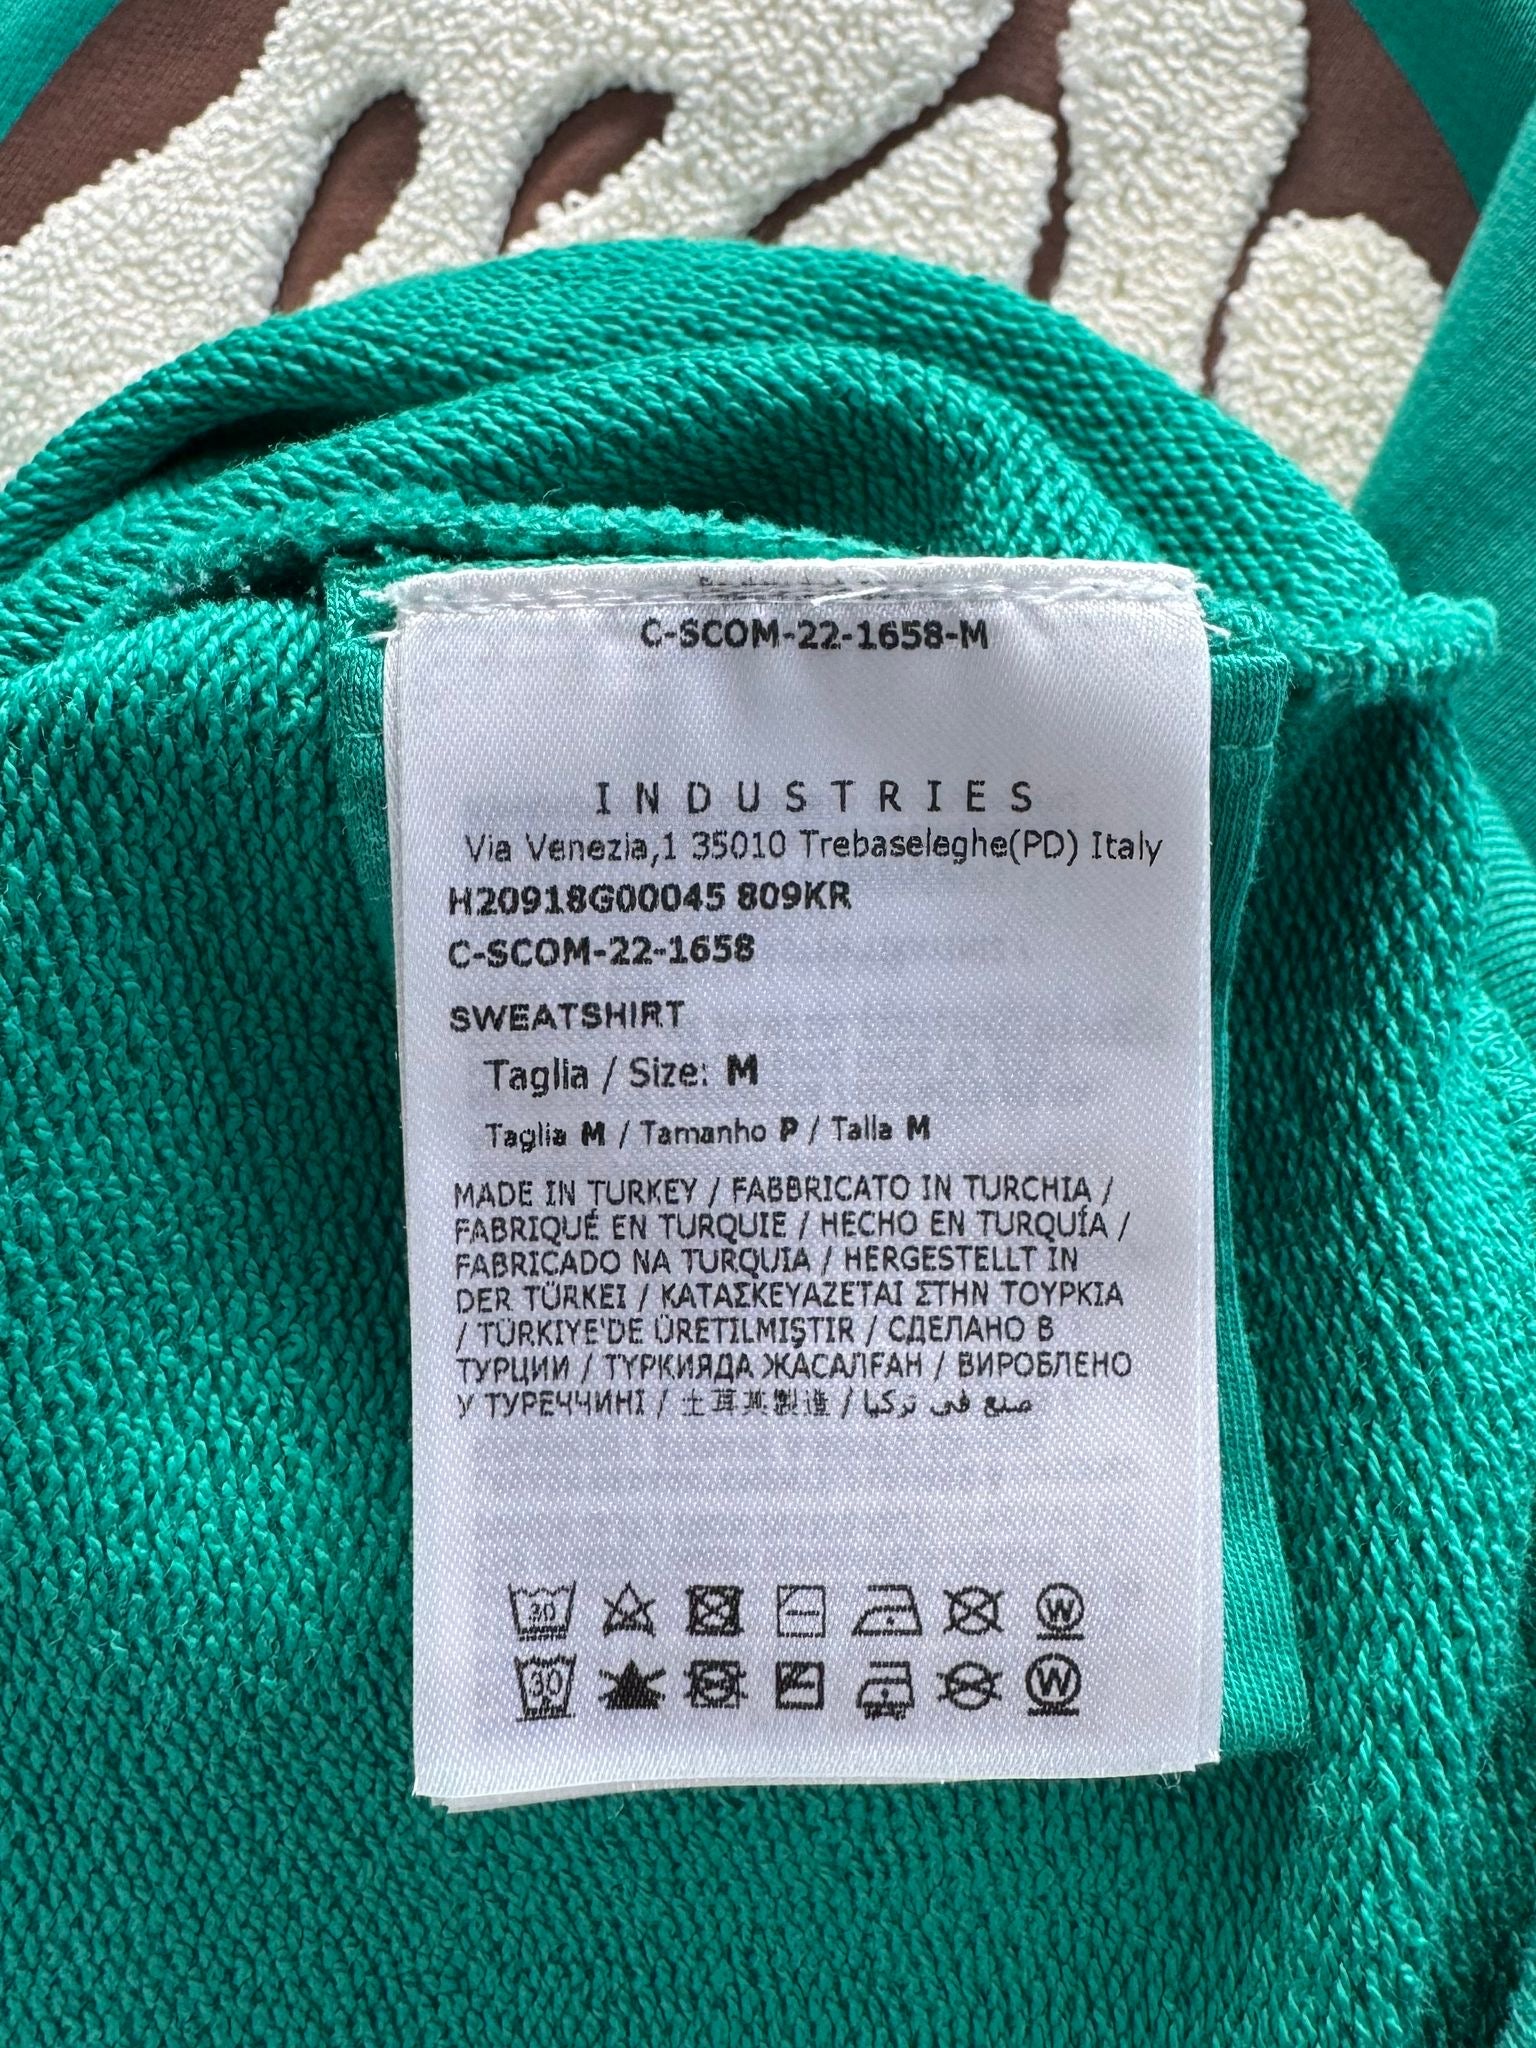 C-SCOM-22-1658-M
INDUSTRIES
Via Venezia,1 35010 Trebaseleghe(PD) Italy
H20918G00045 809KR
C-SCOM-22-1658
SWEATSHIRT
Taglia / Size: M
Taglia M / Tamanho P / Talla M
MADE IN TURKEY / FABBRICATO IN TURCHIA /
FABRIQUÉ EN TURQUIE / HECHO EN TURQUÍA /
FABRICADO NA TURQUIA / HERGESTELLT IN
DER TÜRKEI / ΚΑΤΑΣΚΕΥΑΖΕΤΑΙ ΣΤΗΝ ΤΟΥΡΚΙΑ
/ TÜRKIYE'DE ÜRETILMIŞTIR / СДЕЛАНО В
ТУРЦИИ / ТҮРКИЯДА ЖАСАЛҒАН / ВИРОБЛЕНО
У ТУРЕЧЧИНІ / 土耳其製造 / صنع في تركيا
30 W
30 W